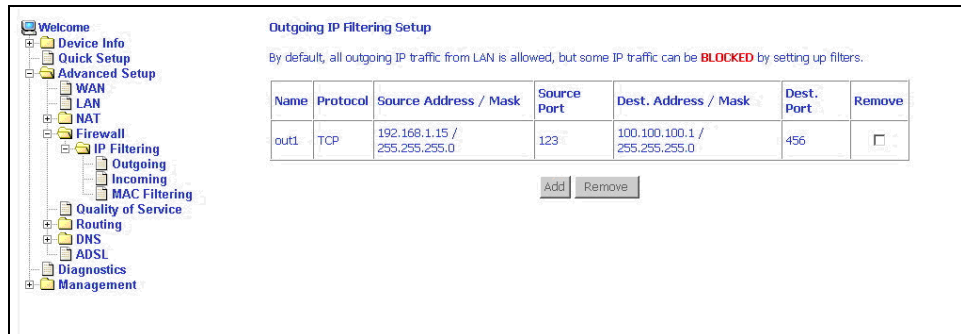 Welcome
Device Info
Quick Setup
Advanced Setup
WAN
LAN
NAT
Firewall
IP Filtering
Outgoing
Incoming
MAC Filtering
Quality of Service
Routing
DNS
ADSL
Diagnostics
Management
Outgoing IP Filtering Setup
By default, all outgoing IP traffic from LAN is allowed, but some IP traffic can be BLOCKED by setting up filters.
Name Protocol Source Address / Mask Source Port Dest. Address / Mask Dest. Port Remove
out1 TCP 192.168.1.15 / 255.255.255.0 123 100.100.100.1 / 255.255.255.0 456
Add Remove